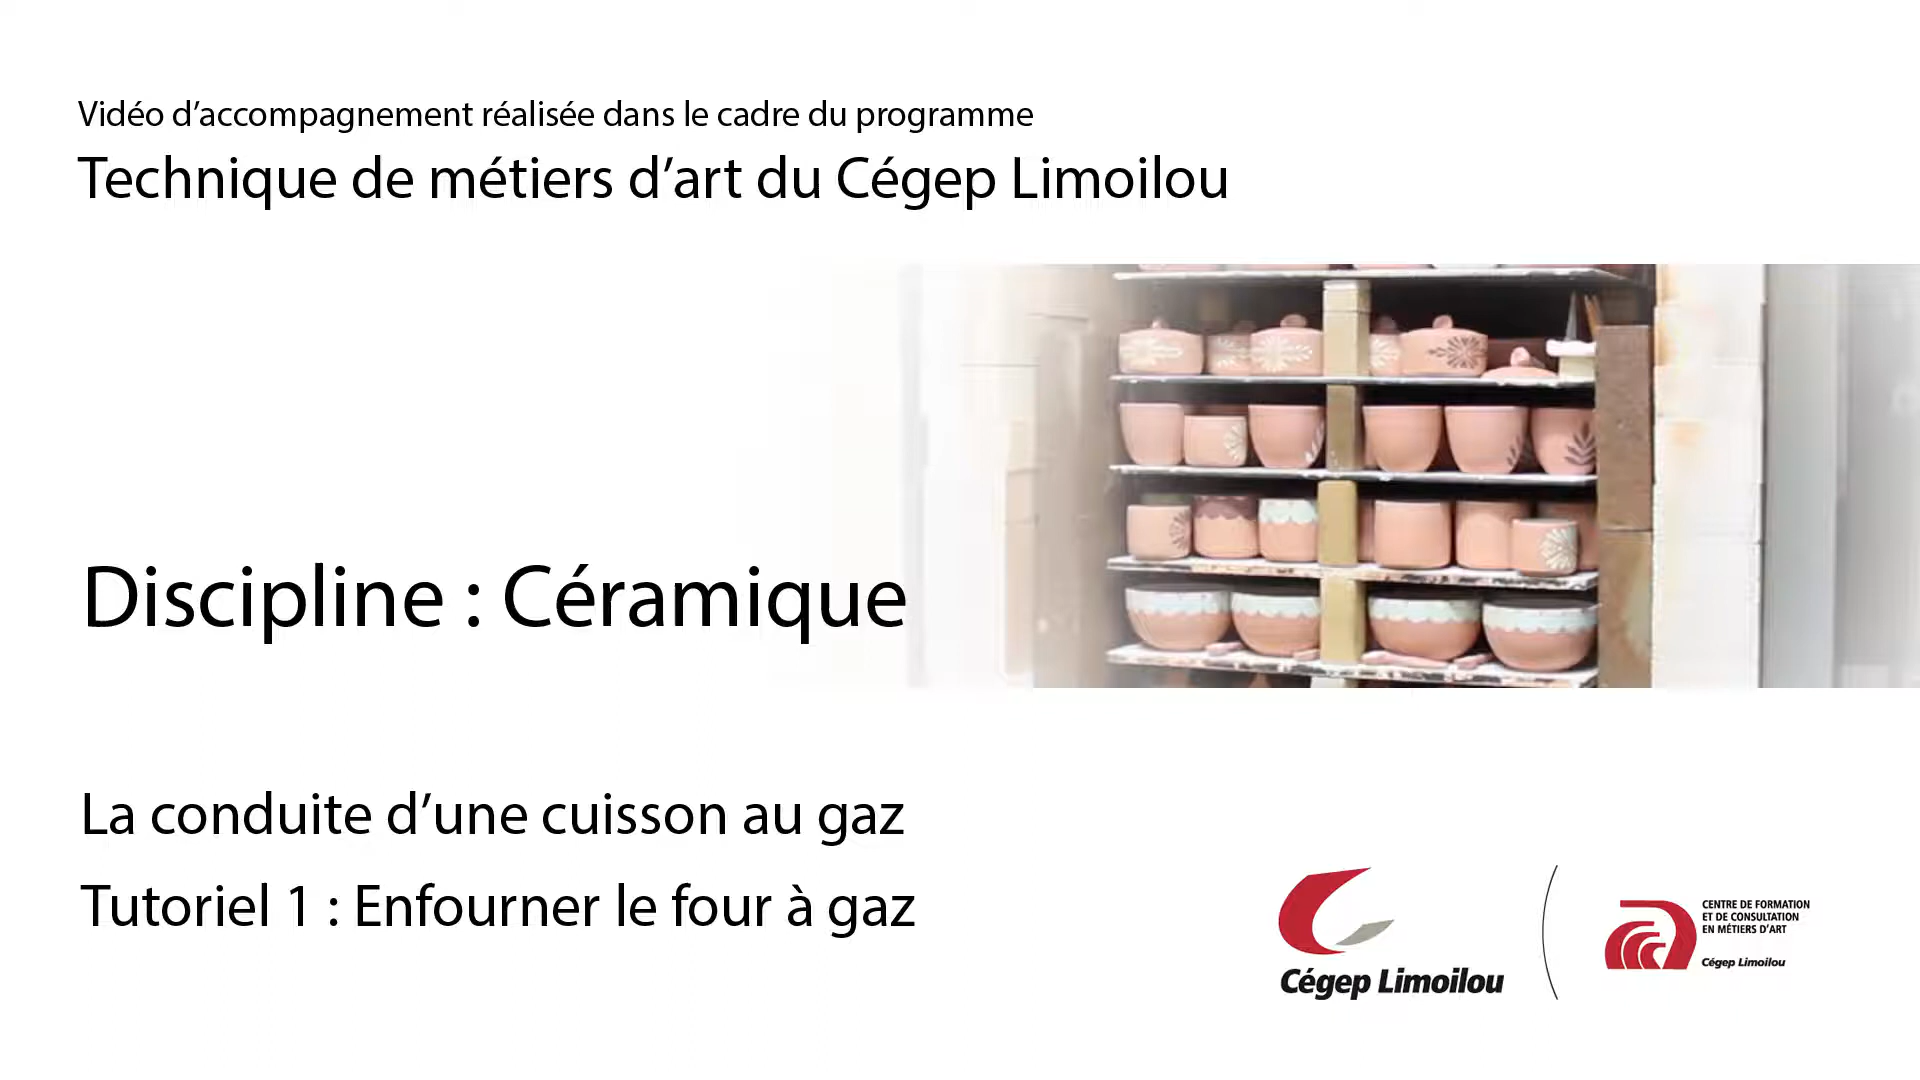 Vidéo d’accompagnement réalisée dans le cadre du programme
Technique de métiers d’art du Cégep Limoilou
Discipline : Céramique
La conduite d’une cuisson au gaz
Tutoriel 1 : Enfourner le four à gaz
Cégep Limoilou
CENTRE DE FORMATION
ET DE CONSULTATION
EN MÉTIERS D’ART
Cégep Limoilou